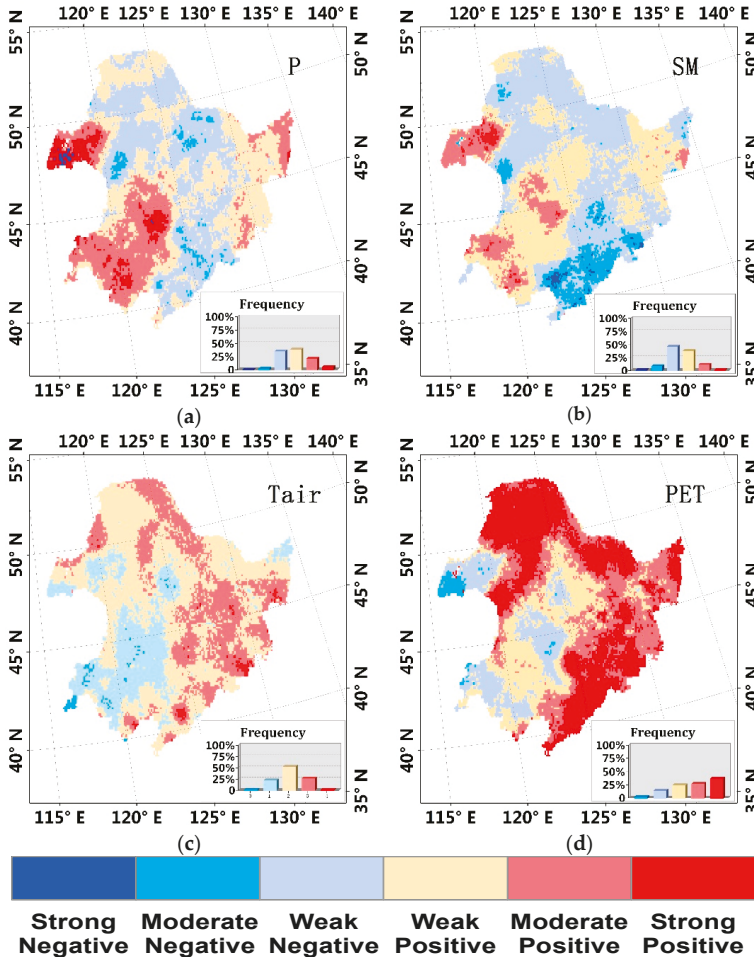 120° E 125° E 130° E 135° E 140° E
55° N
50° N
45° N
40° N
50° N
45° N
40° N
35° N
P
Frequency
100%
75%
50%
25%
0
115° E 120° E 125° E 130° E
(a)
120° E 125° E 130° E 135° E 140° E
55° N
50° N
45° N
40° N
50° N
45° N
40° N
35° N
SM
Frequency
100%
75%
50%
25%
0
115° E 120° E 125° E 130° E
(b)
120° E 125° E 130° E 135° E 140° E
55° N
50° N
45° N
40° N
50° N
45° N
40° N
35° N
Tair
Frequency
100%
75%
50%
25%
0
115° E 120° E 125° E 130° E
(c)
120° E 125° E 130° E 135° E 140° E
55° N
50° N
45° N
40° N
50° N
45° N
40° N
35° N
PET
Frequency
100%
75%
50%
25%
0
115° E 120° E 125° E 130° E
(d)
Strong Moderate Weak Weak Moderate Strong
Negative Negative Negative Positive Positive Positive